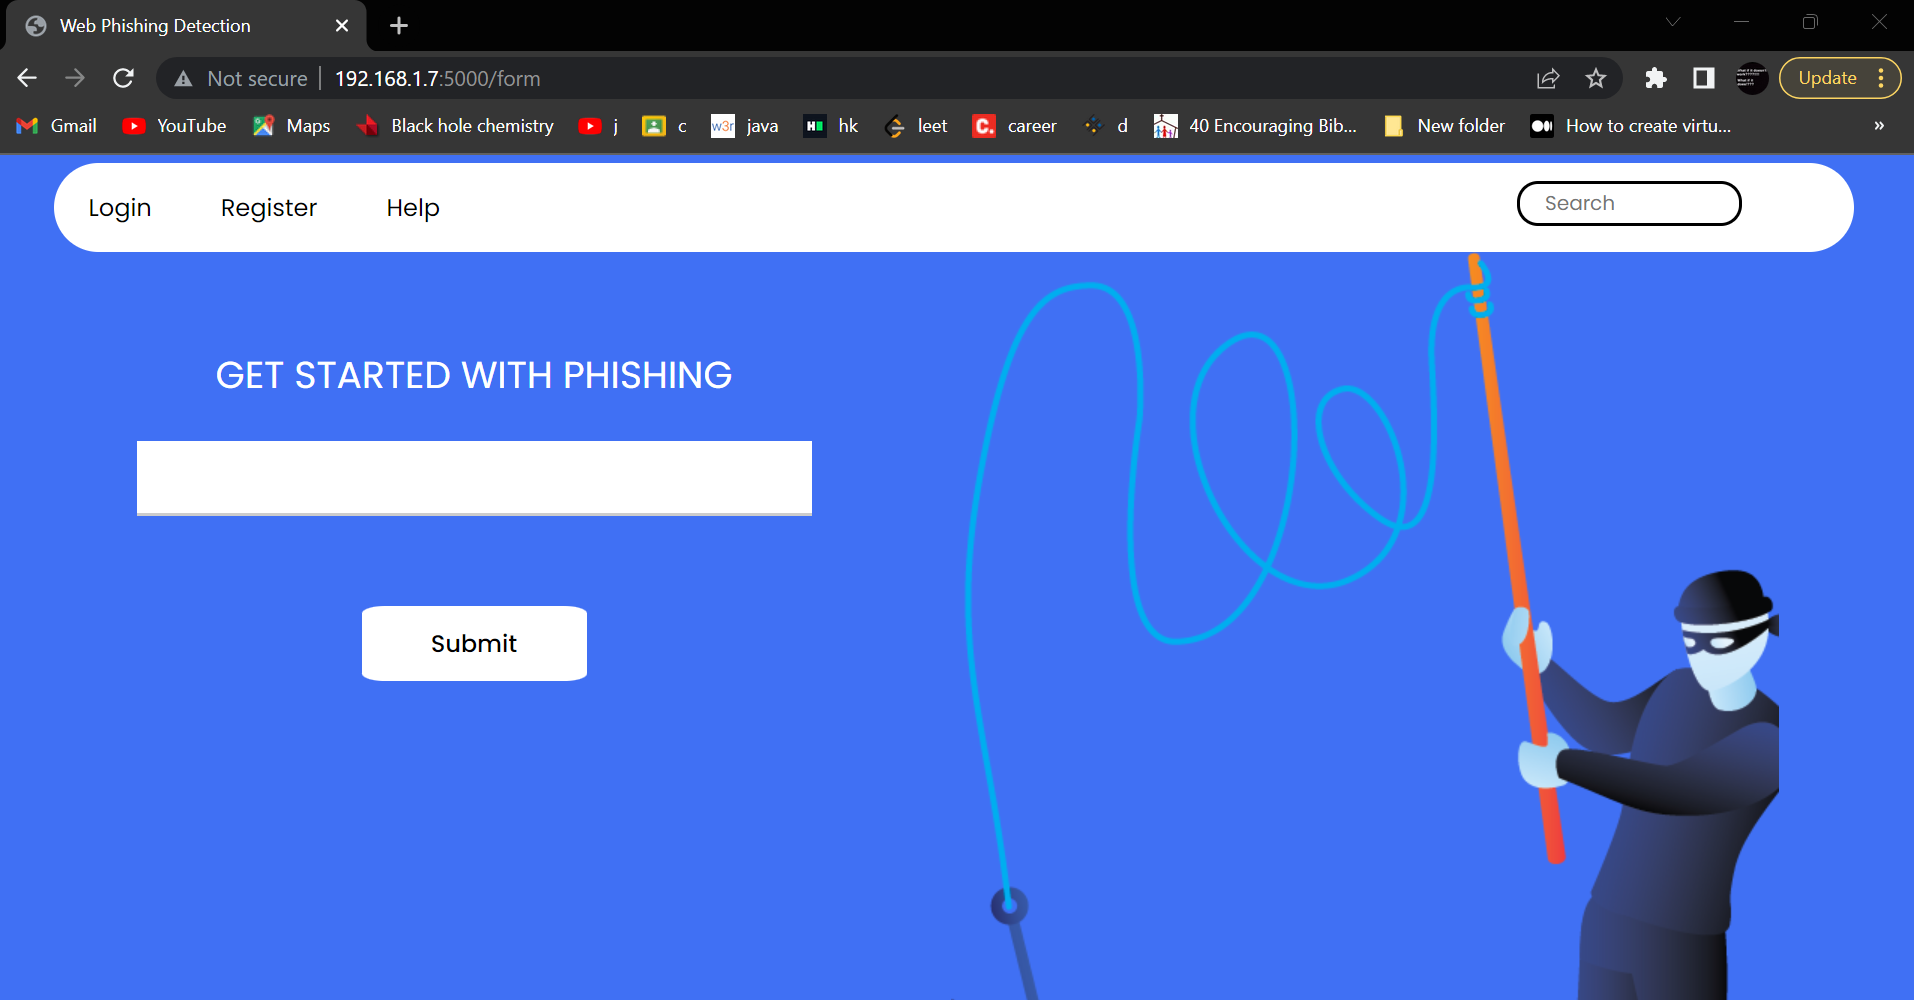 Web Phishing Detection
Not secure 192.168.1.7:5000/form
Update
Gmail YouTube Maps Black hole chemistry j c w3r java hk leet C. career d 40 Encouraging Bib... New folder How to create virtu... »
Login Register Help Search
GET STARTED WITH PHISHING
Submit